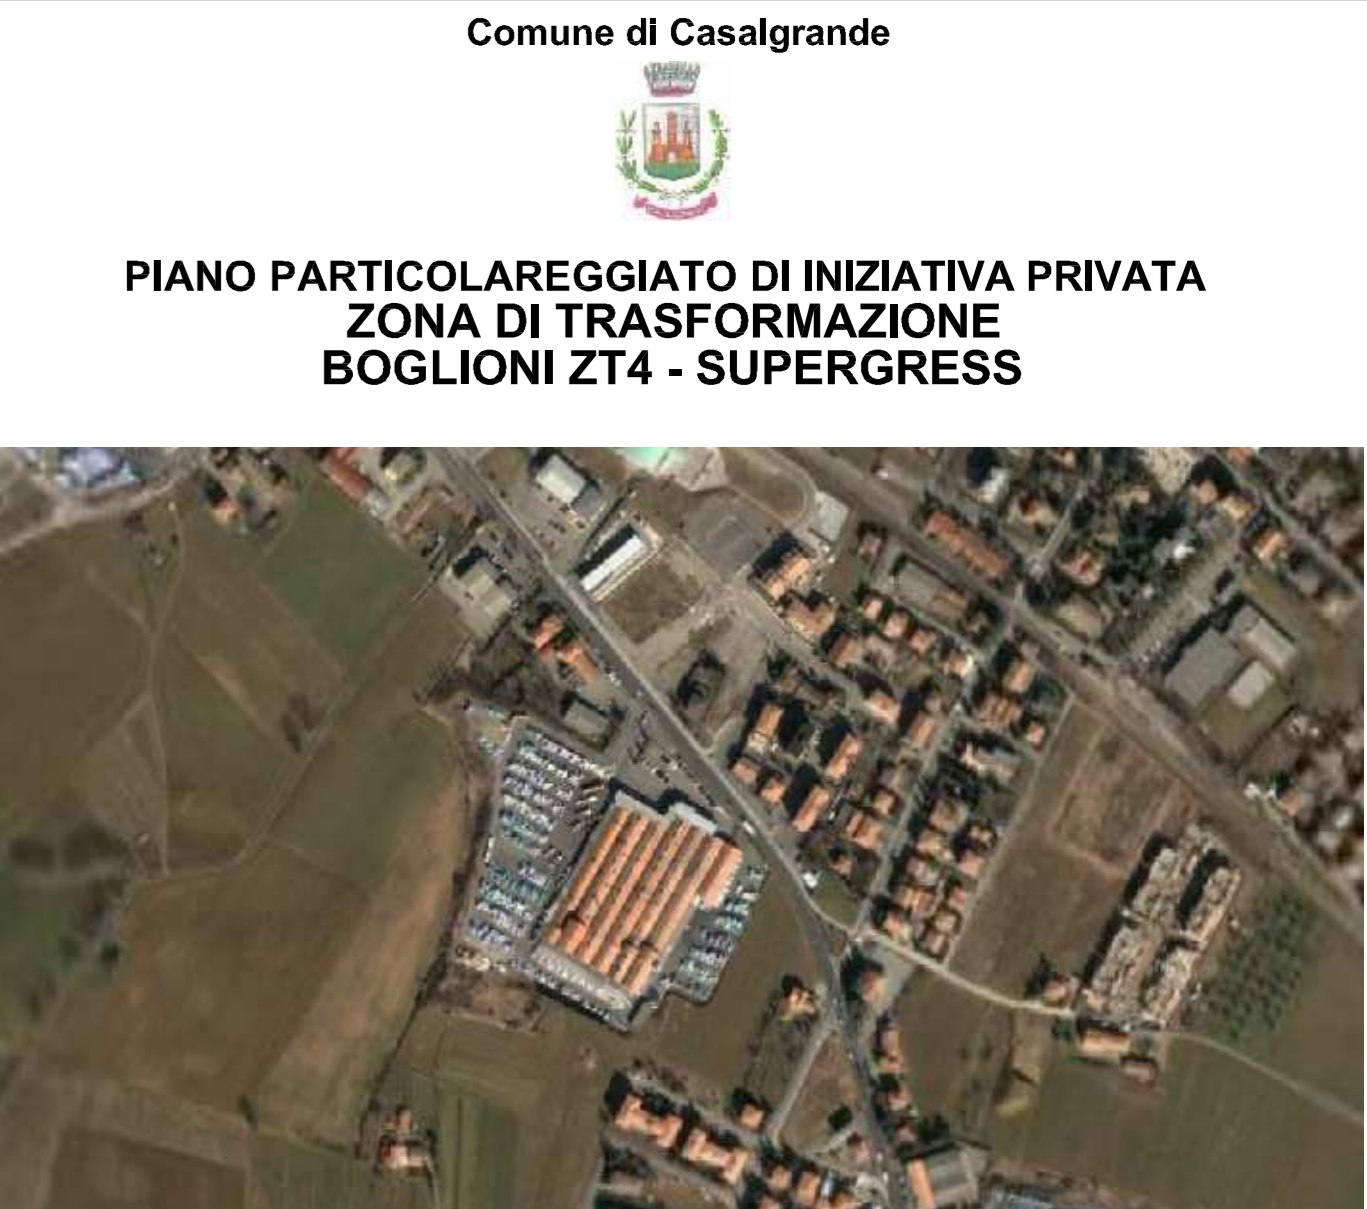 Comune di Casalgrande
PIANO PARTICOLAREGGIATO DI INIZIATIVA PRIVATA
ZONA DI TRASFORMAZIONE
BOGLIONI ZT4 - SUPERGRESS